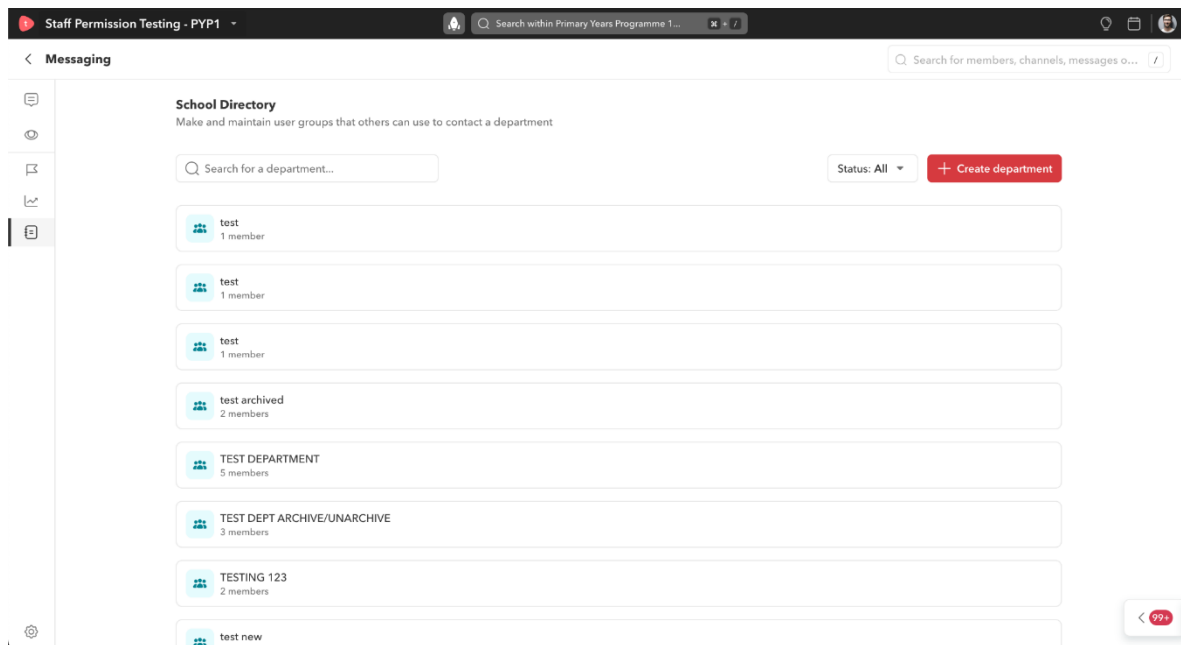 t Staff Permission Testing - PYP1
Search within Primary Years Programme 1... ⌘ + /
Messaging
Search for members, channels, messages o... /
School Directory
Make and maintain user groups that others can use to contact a department
Search for a department...
Status: All
+ Create department
test
1 member
test
1 member
test
1 member
test archived
2 members
TEST DEPARTMENT
5 members
TEST DEPT ARCHIVE/UNARCHIVE
3 members
TESTING 123
2 members
test new
99+